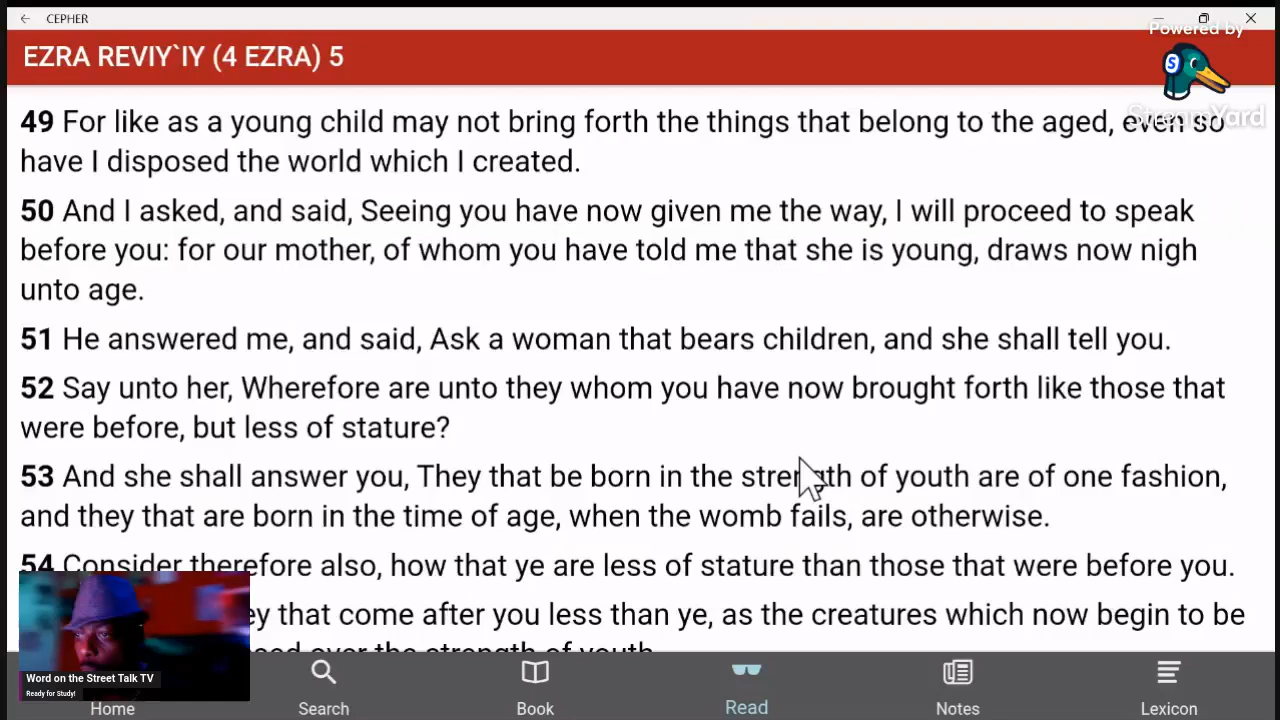 CEPHER
Powered by
EZRA REVIY`IY (4 EZRA) 5
StreamYard
49 For like as a young child may not bring forth the things that belong to the aged, even so
have I disposed the world which I created.
50 And I asked, and said, Seeing you have now given me the way, I will proceed to speak
before you: for our mother, of whom you have told me that she is young, draws now nigh
unto age.
51 He answered me, and said, Ask a woman that bears children, and she shall tell you.
52 Say unto her, Wherefore are unto they whom you have now brought forth like those that
were before, but less of stature?
53 And she shall answer you, They that be born in the strength of youth are of one fashion,
and they that are born in the time of age, when the womb fails, are otherwise.
54 Consider therefore also, how that ye are less of stature than those that were before you.
that come after you less than ye, as the creatures which now begin to be
over the strength of youth
Word on the Street Talk TV
Ready for Study!
Home
Search
Book
Read
Notes
Lexicon